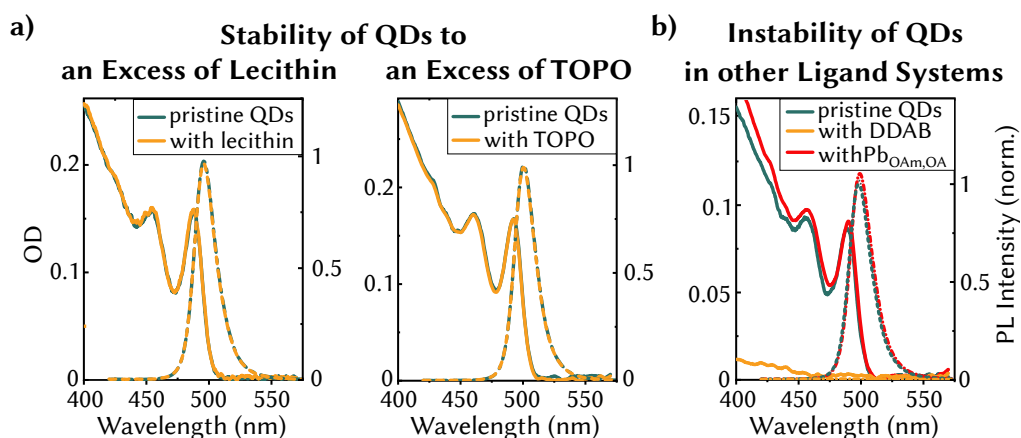 a)
Stability of QDs to
an Excess of Lecithin
an Excess of TOPO
b)
Instability of QDs
in other Ligand Systems
pristine QDs
with lecithin
pristine QDs
with TOPO
pristine QDs
with DDAB
withPbOAm,OA
OD
0.2
0.1
0
1
0.5
0
400 450 500 550
Wavelength (nm)
0.2
0.1
0
1
0.5
0
400 450 500 550
Wavelength (nm)
0.15
0.1
0.05
0
1
0.5
0
PL Intensity (norm.)
400 450 500 550
Wavelength (nm)